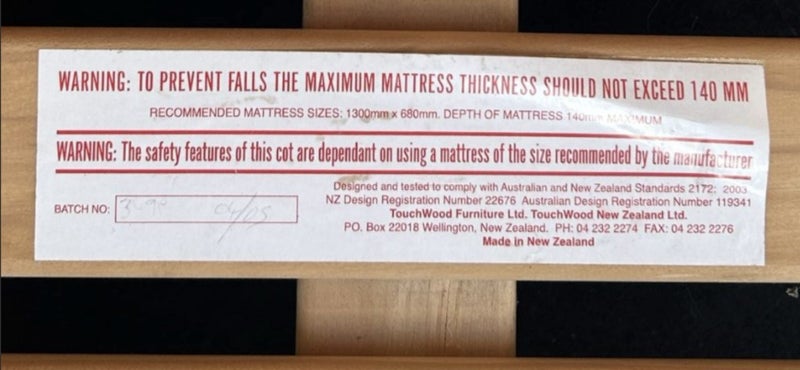 WARNING: TO PREVENT FALLS THE MAXIMUM MATTRESS THICKNESS SHOULD NOT EXCEED 140 MM
RECOMMENDED MATTRESS SIZES: 1300mm x 680mm. DEPTH OF MATTRESS 140mm MAXIMUM
WARNING: The safety features of this cot are dependant on using a mattress of the size recommended by the manufacturer
Designed and tested to comply with Australian and New Zealand Standards 2172: 2003
NZ Design Registration Number 22676 Australian Design Registration Number 119341
BATCH NO:
TouchWood Furniture Ltd. TouchWood New Zealand Ltd.
PO. Box 22018 Wellington, New Zealand. PH: 04 232 2274 FAX: 04 232 2276
Made in New Zealand